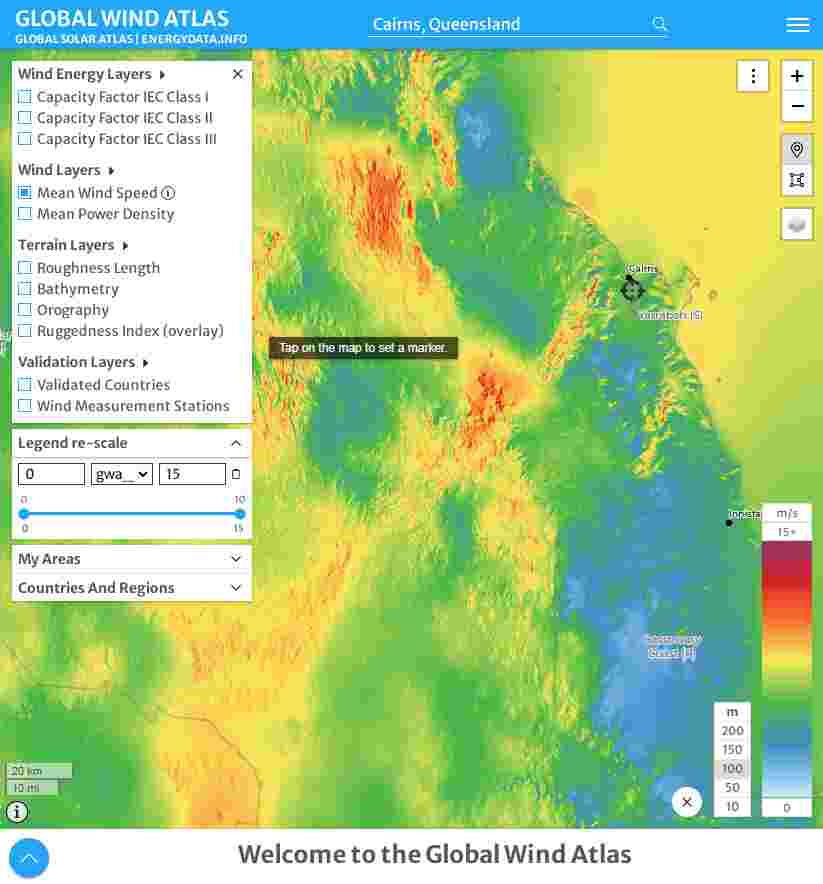 GLOBAL WIND ATLAS
GLOBAL SOLAR ATLAS | ENERGYDATA.INFO
Cairns, Queensland
Wind Energy Layers
Capacity Factor IEC Class I
Capacity Factor IEC Class II
Capacity Factor IEC Class III
Wind Layers
Mean Wind Speed
Mean Power Density
Terrain Layers
Roughness Length
Bathymetry
Orography
Ruggedness Index (overlay)
Validation Layers
Validated Countries
Wind Measurement Stations
Legend re-scale
0 gwa_ 15
0 10
0 15
My Areas
Countries And Regions
Cairns
Yarrabah (S)
Tap on the map to set a marker.
Innisfa
Coast (R)
m/s
15+
0
m
200
150
100
50
10
20 km
10 mi
Welcome to the Global Wind Atlas